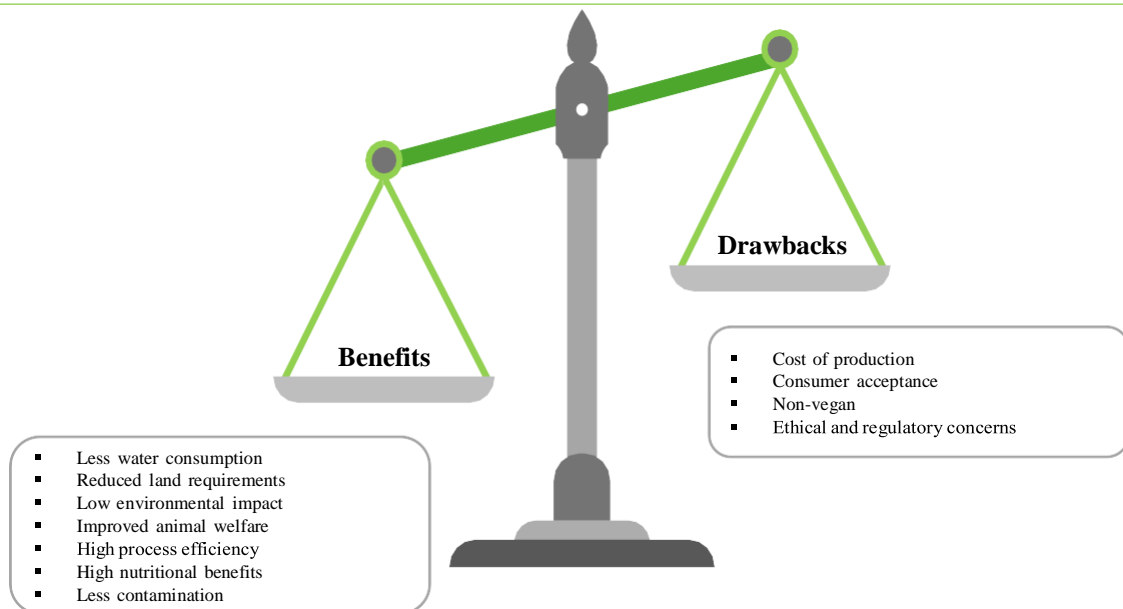 Drawbacks
Benefits
▪ Cost of production
▪ Consumer acceptance
▪ Non-vegan
▪ Ethical and regulatory concerns
▪ Less water consumption
▪ Reduced land requirements
▪ Low environmental impact
▪ Improved animal welfare
▪ High process efficiency
▪ High nutritional benefits
▪ Less contamination